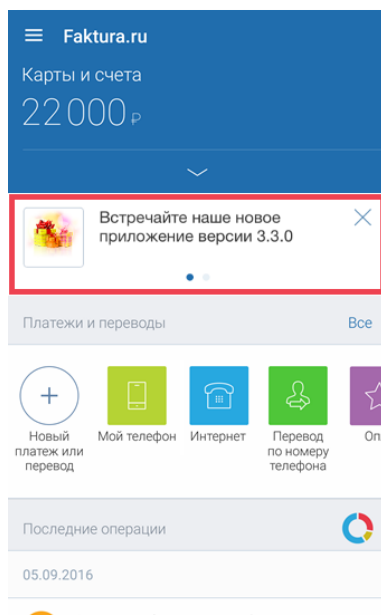 Faktura.ru
Карты и счета
22 000 ₽
Встречайте наше новое
приложение версии 3.3.0
Платежи и переводы
Все
Новый
платеж или
перевод
Мой телефон
Интернет
Перевод
по номеру
телефона
Последние операции
05.09.2016